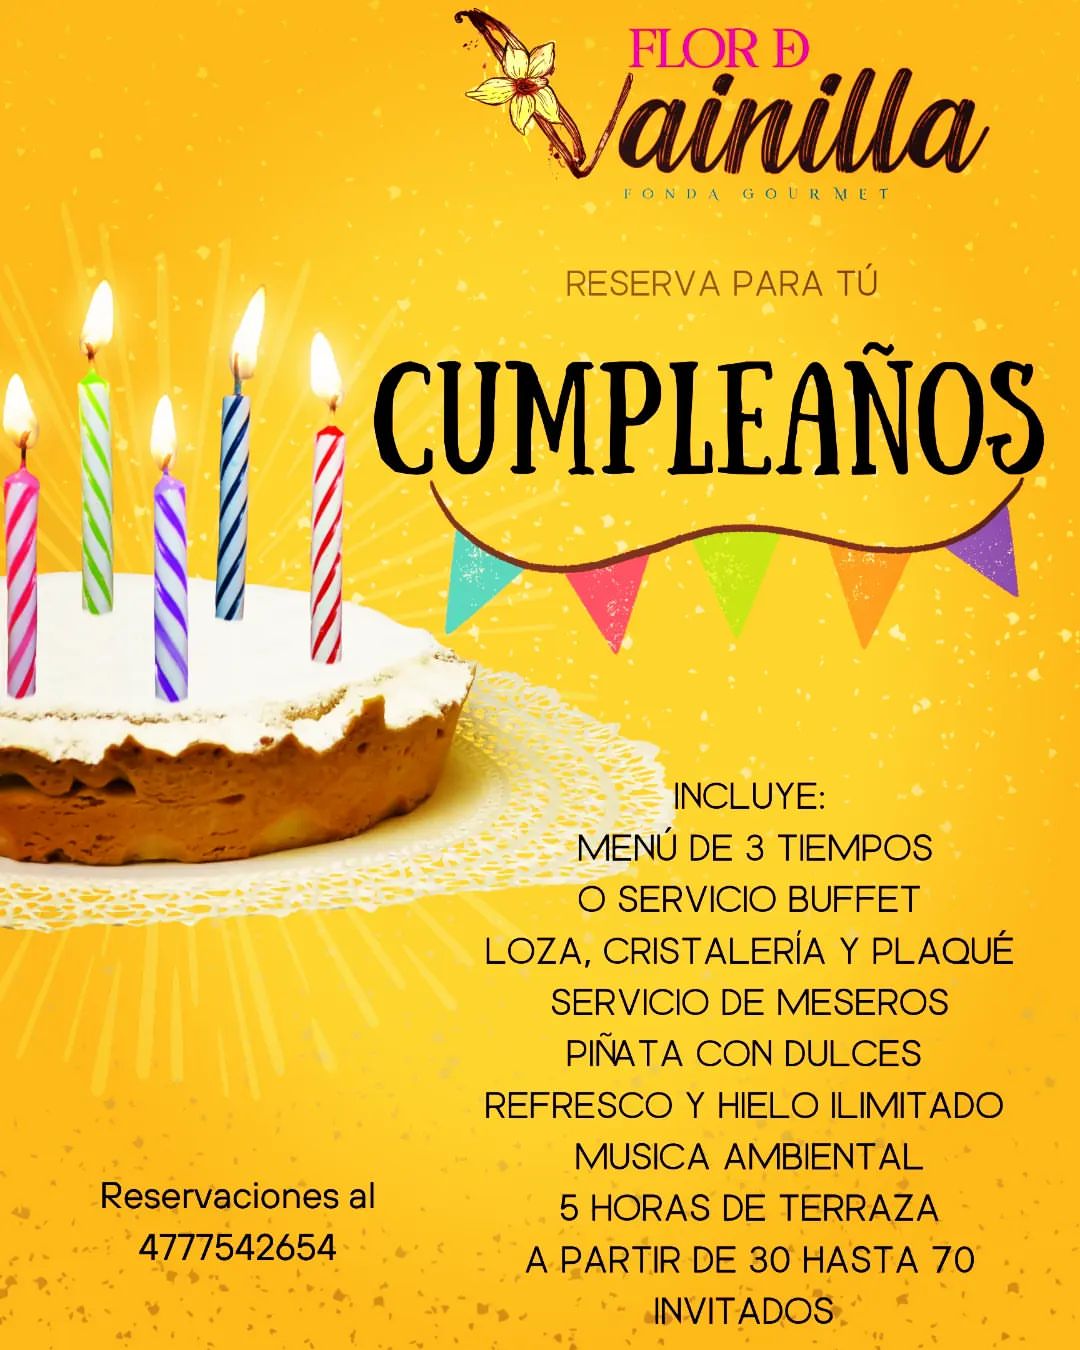 FLOR DE
Vainilla
FONDA GOURMET
RESERVA PARA TÚ
CUMPLEAÑOS
INCLUYE:
MENÚ DE 3 TIEMPOS
O SERVICIO BUFFET
LOZA, CRISTALERÍA Y PLAQUÉ
SERVICIO DE MESEROS
PIÑATA CON DULCES
REFRESCO Y HIELO ILIMITADO
MUSICA AMBIENTAL
5 HORAS DE TERRAZA
A PARTIR DE 30 HASTA 70
INVITADOS
Reservaciones al
4777542654